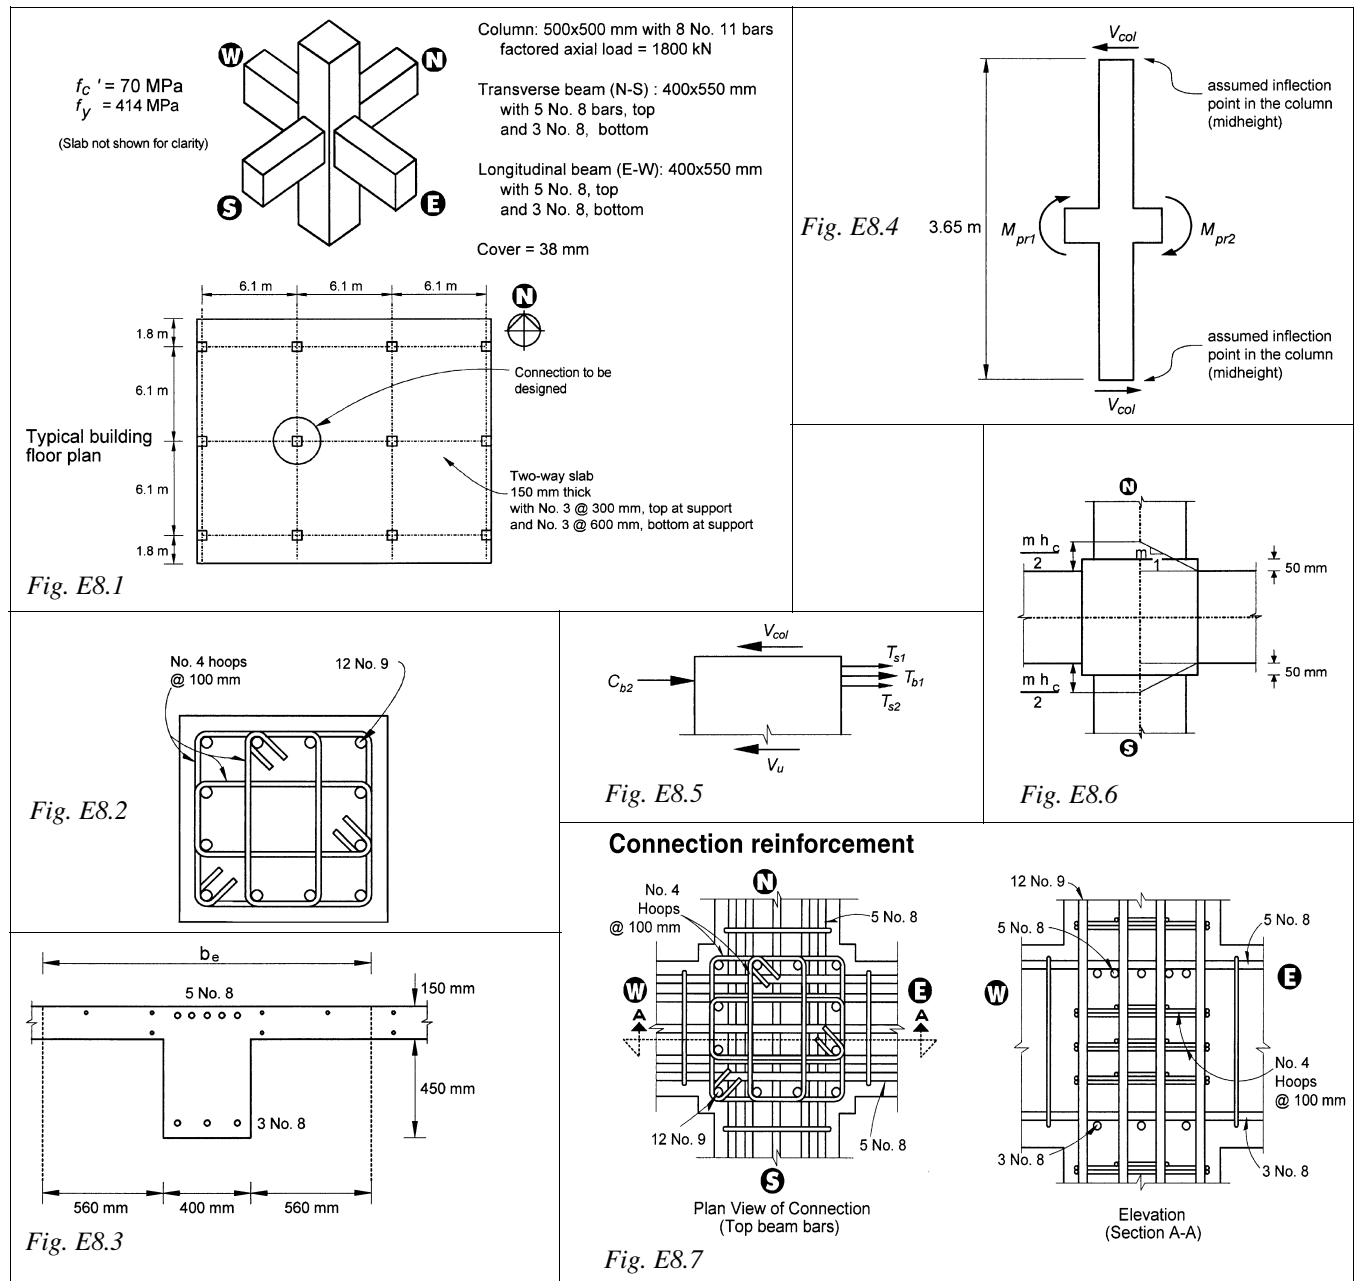 W
N
S
E
fc' = 70 MPa
fy = 414 MPa
(Slab not shown for clarity)
Column: 500x500 mm with 8 No. 11 bars
factored axial load = 1800 kN
Transverse beam (N-S) : 400x550 mm
with 5 No. 8 bars, top
and 3 No. 8, bottom
Longitudinal beam (E-W): 400x550 mm
with 5 No. 8, top
and 3 No. 8, bottom
Cover = 38 mm
6.1 m
6.1 m
6.1 m
N
1.8 m
6.1 m
6.1 m
1.8 m
Typical building
floor plan
Connection to be
designed
Two-way slab
150 mm thick
with No. 3 @ 300 mm, top at support
and No. 3 @ 600 mm, bottom at support
Fig. E8.1
Vcol
assumed inflection
point in the column
(midheight)
3.65 m
Mpr1
Mpr2
assumed inflection
point in the column
(midheight)
Vcol
Fig. E8.4
No. 4 hoops
@ 100 mm
12 No. 9
Fig. E8.2
Vcol
Cb2
Ts1
Tb1
Ts2
Vu
Fig. E8.5
N
m hc
2
m
1
50 mm
50 mm
m hc
2
S
Fig. E8.6
be
5 No. 8
150 mm
450 mm
3 No. 8
560 mm
400 mm
560 mm
Fig. E8.3
Connection reinforcement
N
No. 4
Hoops
@ 100 mm
5 No. 8
W
E
A
A
12 No. 9
5 No. 8
S
Plan View of Connection
(Top beam bars)
12 No. 9
5 No. 8
5 No. 8
W
E
No. 4
Hoops
@ 100 mm
3 No. 8
3 No. 8
Elevation
(Section A-A)
Fig. E8.7